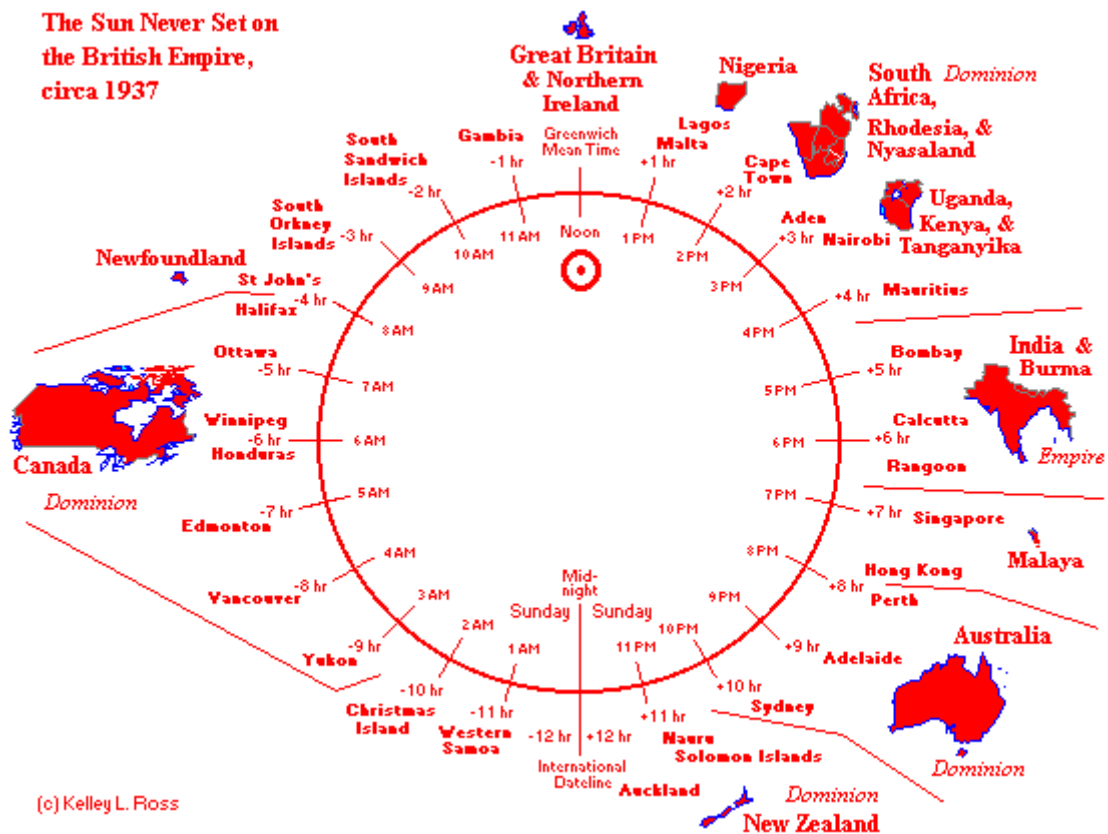 The Sun Never Set on
the British Empire,
circa 1937
Great Britain
& Northern
Ireland
Greenwich
Mean Time
Noon
Nigeria
Lagos
Malta
+1 hr
1 PM
South Dominion
Africa,
Rhodesia, &
Nyasaland
Cape
Town
+2 hr
2 PM
Uganda,
Kenya, &
Tanganyika
Aden
+3 hr Nairobi
3 PM
+4 hr Mauritius
4 PM
India &
Burma
Empire
Bombay
+5 hr
5 PM
Calcutta
+6 hr
6 PM
Rangoon
7 PM
+7 hr Singapore
Malaya
8 PM
Hong Kong
+8 hr Perth
9 PM
+9 hr Adelaide
Australia
Dominion
10 PM
+10 hr Sydney
11 PM
+11 hr Nauru
Solomon Islands
Mid-
night
Sunday Sunday
-12 hr +12 hr
International
Dateline
Auckland
Dominion
New Zealand
1 AM
-11 hr
Western
Samoa
2 AM
-10 hr
Christmas
Island
3 AM
-9 hr
Yukon
4 AM
-8 hr
Vancouver
5 AM
-7 hr
Edmonton
Winnipeg
-6 hr
6 AM
Honduras
Canada
Dominion
Ottawa
-5 hr
7 AM
Newfoundland
St John's
-4 hr
Halifax
8 AM
South
Orkney
Islands
-3 hr
9 AM
South
Sandwich
Islands
-2 hr
10 AM
Gambia
-1 hr
11 AM
(c) Kelley L. Ross